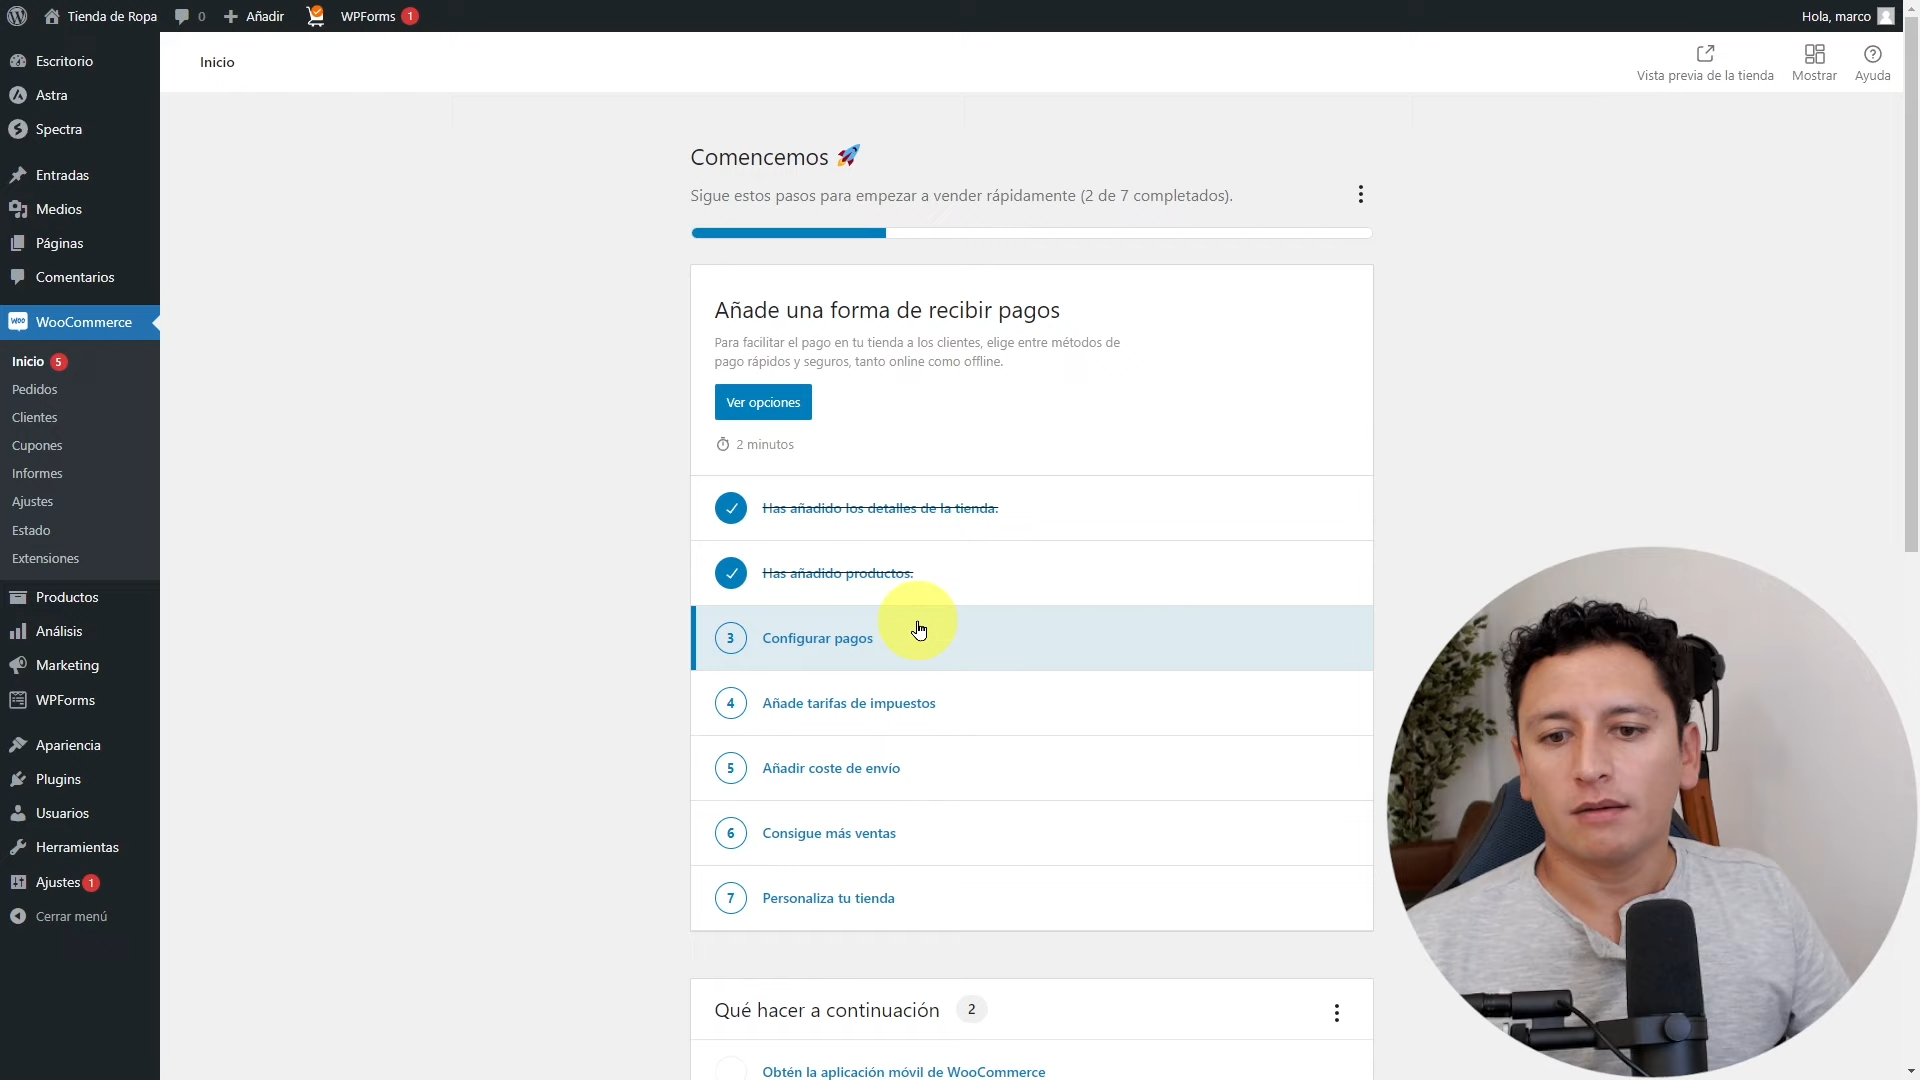 Tienda de Ropa
0
Añadir
WPForms 1
Hola, marco
Escritorio
Astra
Spectra
Entradas
Medios
Páginas
Comentarios
Woo WooCommerce
Inicio 5
Pedidos
Clientes
Cupones
Informes
Ajustes
Estado
Extensiones
Productos
Análisis
Marketing
WPForms
Apariencia
Plugins
Usuarios
Herramientas
Ajustes 1
Cerrar menú
Inicio
Vista previa de la tienda
Mostrar
Ayuda
Comencemos 🚀
Sigue estos pasos para empezar a vender rápidamente (2 de 7 completados).
Añade una forma de recibir pagos
Para facilitar el pago en tu tienda a los clientes, elige entre métodos de
pago rápidos y seguros, tanto online como offline.
Ver opciones
2 minutos
Has añadido los detalles de la tienda.
Has añadido productos.
3 Configurar pagos
4 Añade tarifas de impuestos
5 Añadir coste de envío
6 Consigue más ventas
7 Personaliza tu tienda
Qué hacer a continuación 2
Obtén la aplicación móvil de WooCommerce